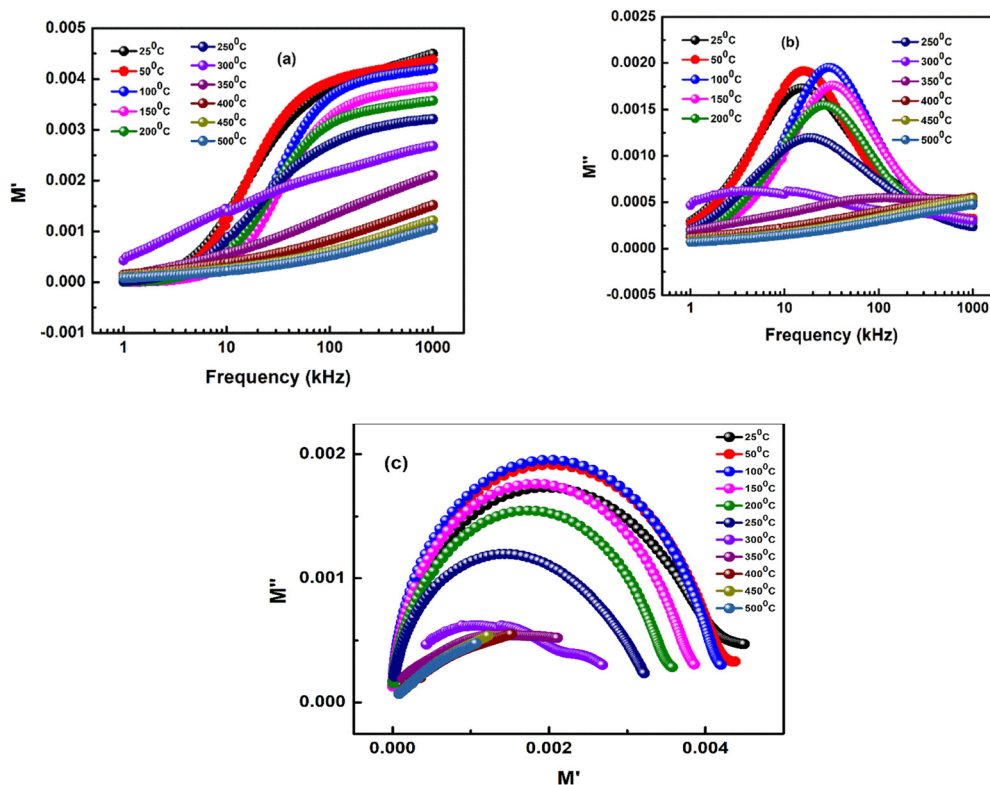 (a)
M'
0.005
0.004
0.003
0.002
0.001
0.000
-0.001
25⁰C
50⁰C
100⁰C
150⁰C
200⁰C
250⁰C
300⁰C
350⁰C
400⁰C
450⁰C
500⁰C
1 10 100 1000
Frequency (kHz)
(b)
M''
0.0025
0.0020
0.0015
0.0010
0.0005
0.0000
-0.0005
25⁰C
50⁰C
100⁰C
150⁰C
200⁰C
250⁰C
300⁰C
350⁰C
400⁰C
450⁰C
500⁰C
1 10 100 1000
Frequency (kHz)
(c)
M''
0.002
0.001
0.000
25⁰C
50⁰C
100⁰C
150⁰C
200⁰C
250⁰C
300⁰C
350⁰C
400⁰C
450⁰C
500⁰C
0.000 0.002 0.004
M'